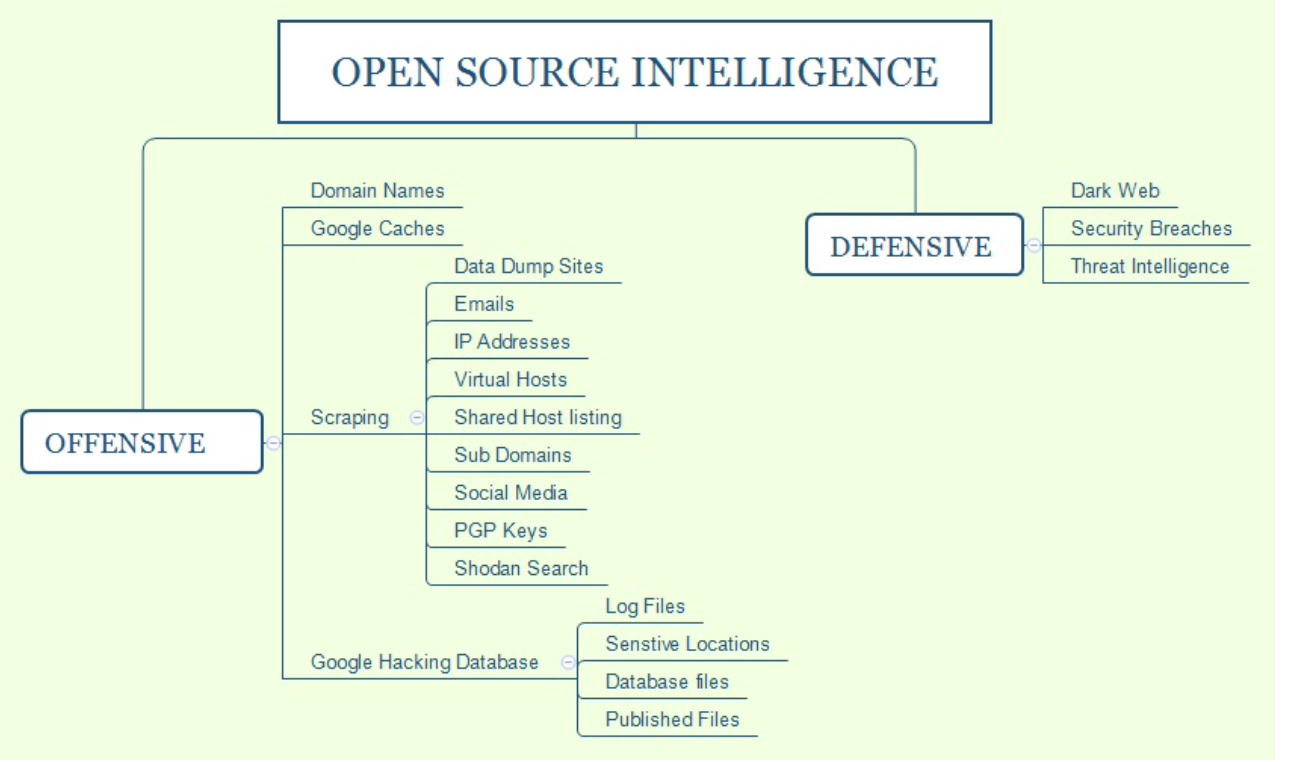 OPEN SOURCE INTELLIGENCE
OFFENSIVE
Domain Names
Google Caches
Scraping
Data Dump Sites
Emails
IP Addresses
Virtual Hosts
Shared Host listing
Sub Domains
Social Media
PGP Keys
Shodan Search
Google Hacking Database
Log Files
Senstive Locations
Database files
Published Files
DEFENSIVE
Dark Web
Security Breaches
Threat Intelligence